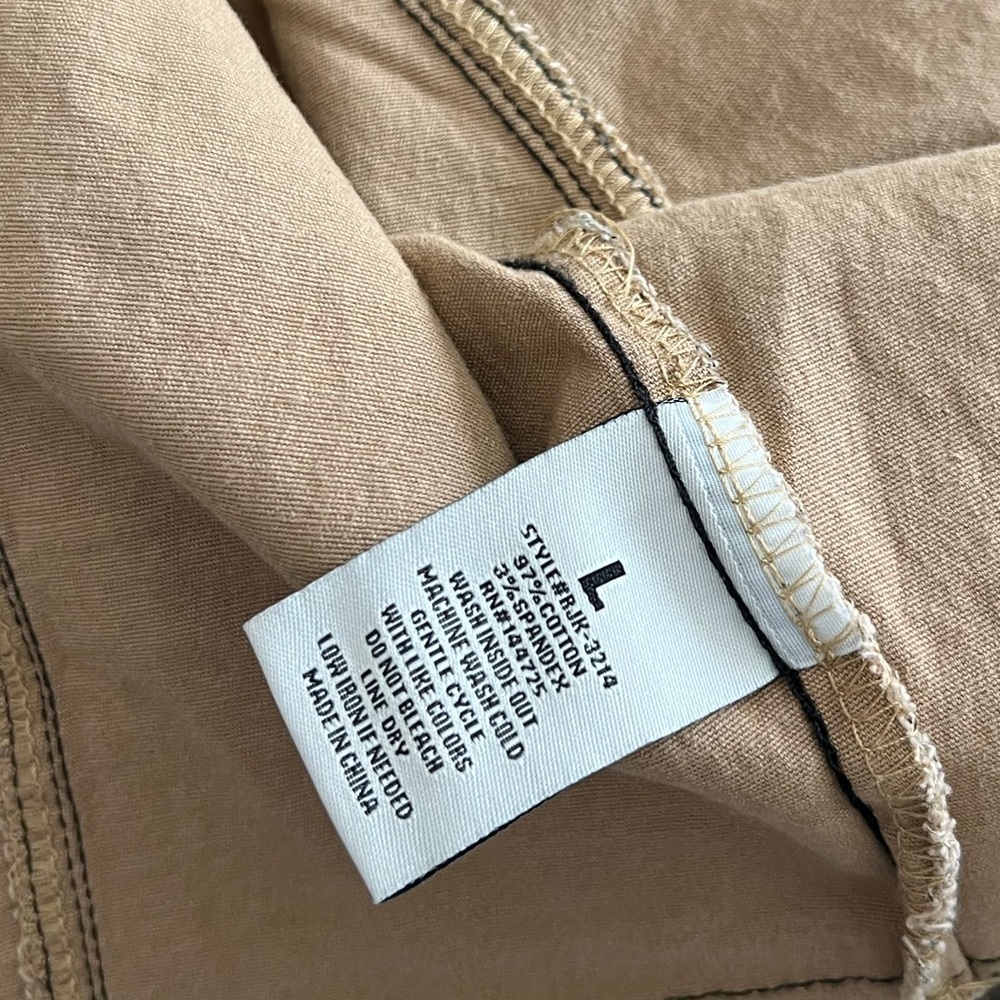 L
STYLE#RJK-3214
97%COTTON
3%SPANDEX
RN#144725
WASH INSIDE OUT
MACHINE WASH COLD
GENTLE CYCLE
WITH LIKE COLORS
DO NOT BLEACH
LINE DRY
LOW IRON IF NEEDED
MADE IN CHINA